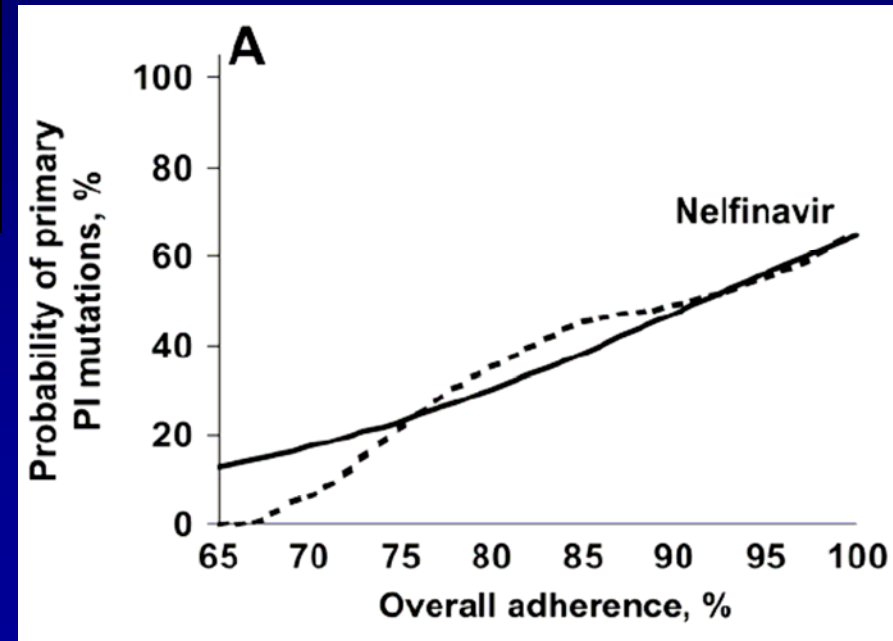 A
Probability of primary
PI mutations, %
100
80
60
40
20
0
Nelfinavir
65 70 75 80 85 90 95 100
Overall adherence, %